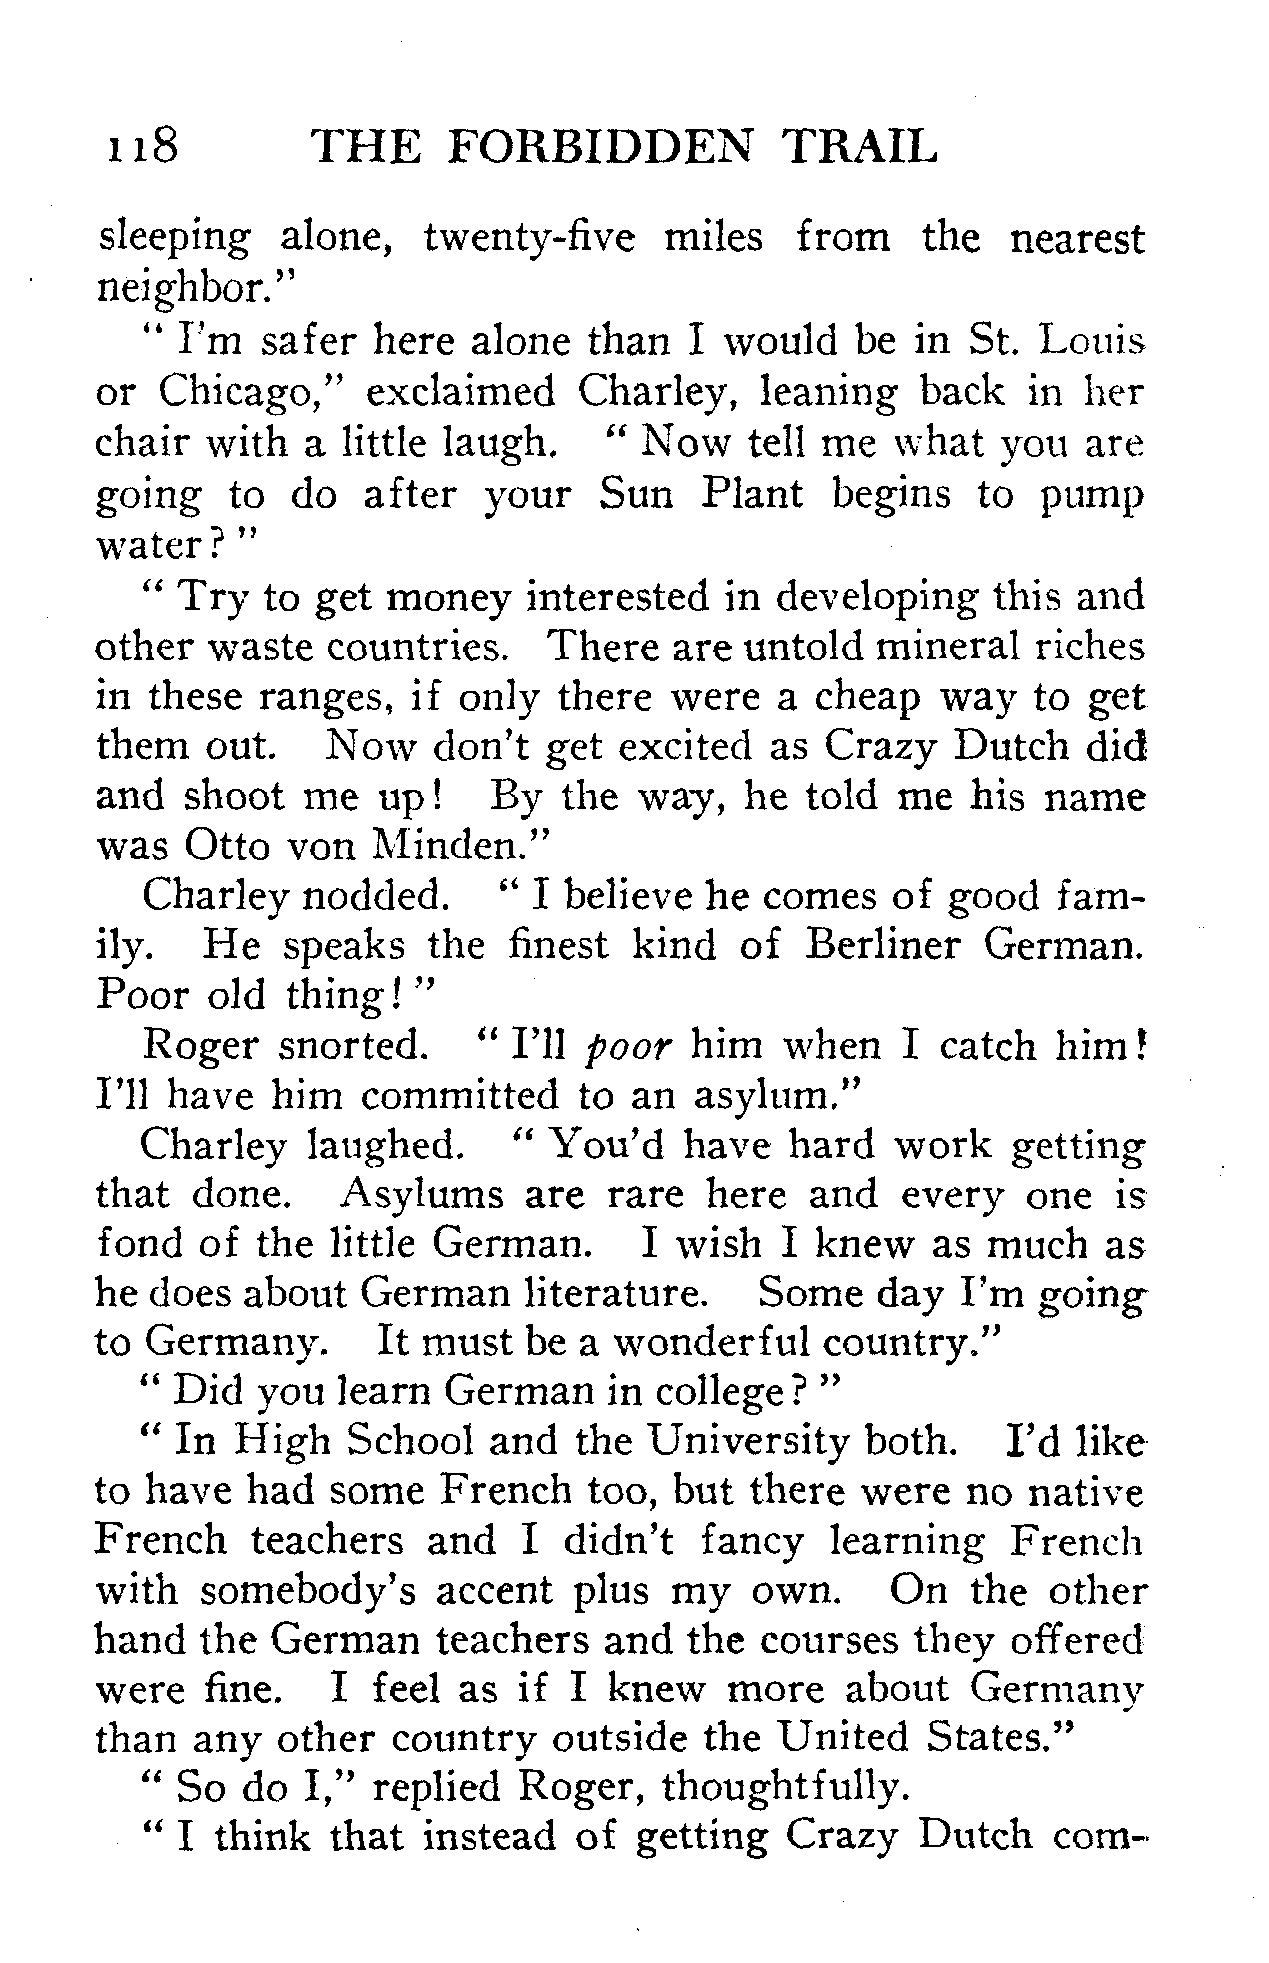 118 THE FORBIDDEN TRAIL
sleeping alone, twenty-five miles from the nearest
neighbor."
" I'm safer here alone than I would be in St. Louis
or Chicago," exclaimed Charley, leaning back in her
chair with a little laugh. " Now tell me what you are
going to do after your Sun Plant begins to pump
water? "
" Try to get money interested in developing this and
other waste countries. There are untold mineral riches
in these ranges, if only there were a cheap way to get
them out. Now don't get excited as Crazy Dutch did
and shoot me up! By the way, he told me his name
was Otto von Minden."
Charley nodded. " I believe he comes of good fam-
ily. He speaks the finest kind of Berliner German.
Poor old thing! "
Roger snorted. " I'll poor him when I catch him!
I'll have him committed to an asylum."
Charley laughed. " You'd have hard work getting
that done. Asylums are rare here and every one is
fond of the little German. I wish I knew as much as
he does about German literature. Some day I'm going
to Germany. It must be a wonderful country."
" Did you learn German in college? "
" In High School and the University both. I'd like
to have had some French too, but there were no native
French teachers and I didn't fancy learning French
with somebody's accent plus my own. On the other
hand the German teachers and the courses they offered
were fine. I feel as if I knew more about Germany
than any other country outside the United States."
" So do I," replied Roger, thoughtfully.
" I think that instead of getting Crazy Dutch com-